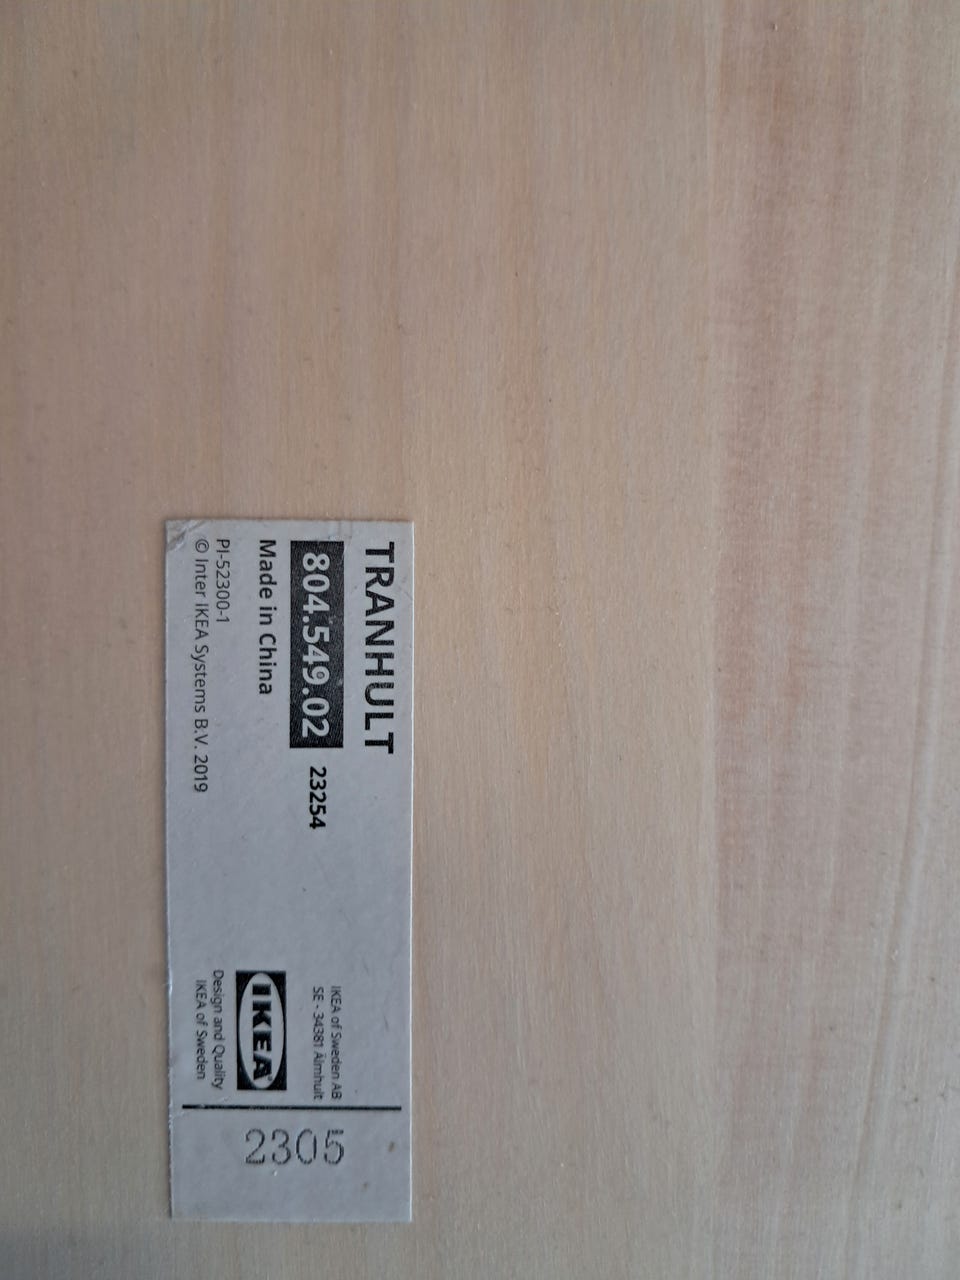 TRANHULT
804.549.02 23254
Made in China
PI-52300-1
© Inter IKEA Systems B.V. 2019
IKEA of Sweden AB
SE - 34381 Älmhult
IKEA®
Design and Quality
IKEA of Sweden
2305